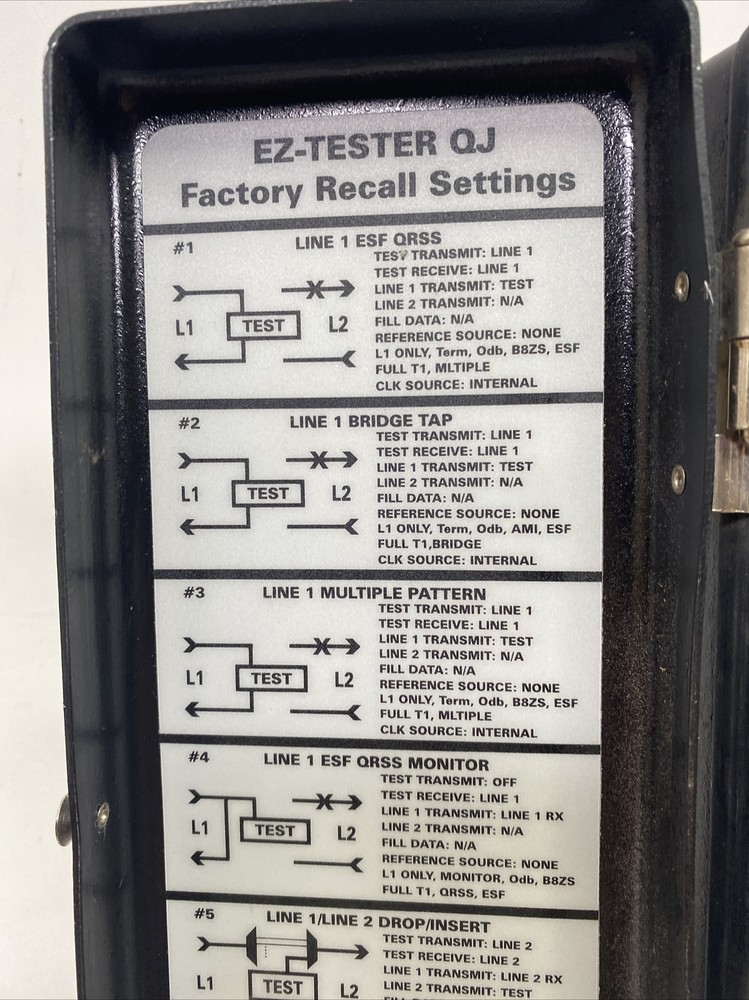 EZ-TESTER QJ
Factory Recall Settings
#1 LINE 1 ESF QRSS
TEST TRANSMIT: LINE 1
TEST RECEIVE: LINE 1
LINE 1 TRANSMIT: TEST
LINE 2 TRANSMIT: N/A
FILL DATA: N/A
REFERENCE SOURCE: NONE
L1 ONLY, Term, Odb, B8ZS, ESF
FULL T1, MLTIPLE
CLK SOURCE: INTERNAL
L1 TEST L2
#2 LINE 1 BRIDGE TAP
TEST TRANSMIT: LINE 1
TEST RECEIVE: LINE 1
LINE 1 TRANSMIT: TEST
LINE 2 TRANSMIT: N/A
FILL DATA: N/A
REFERENCE SOURCE: NONE
L1 ONLY, Term, Odb, AMI, ESF
FULL T1,BRIDGE
CLK SOURCE: INTERNAL
L1 TEST L2
#3 LINE 1 MULTIPLE PATTERN
TEST TRANSMIT: LINE 1
TEST RECEIVE: LINE 1
LINE 1 TRANSMIT: TEST
LINE 2 TRANSMIT: N/A
FILL DATA: N/A
REFERENCE SOURCE: NONE
L1 ONLY, Term, Odb, B8ZS, ESF
FULL T1, MLTIPLE
CLK SOURCE: INTERNAL
L1 TEST L2
#4 LINE 1 ESF QRSS MONITOR
TEST TRANSMIT: OFF
TEST RECEIVE: LINE 1
LINE 1 TRANSMIT: LINE 1 RX
LINE 2 TRANSMIT: N/A
FILL DATA: N/A
REFERENCE SOURCE: NONE
L1 ONLY, MONITOR, Odb, B8ZS
FULL T1, QRSS, ESF
L1 TEST L2
#5 LINE 1/LINE 2 DROP/INSERT
TEST TRANSMIT: LINE 2
TEST RECEIVE: LINE 2
LINE 1 TRANSMIT: LINE 2 RX
LINE 2 TRANSMIT: TEST
L1 TEST L2